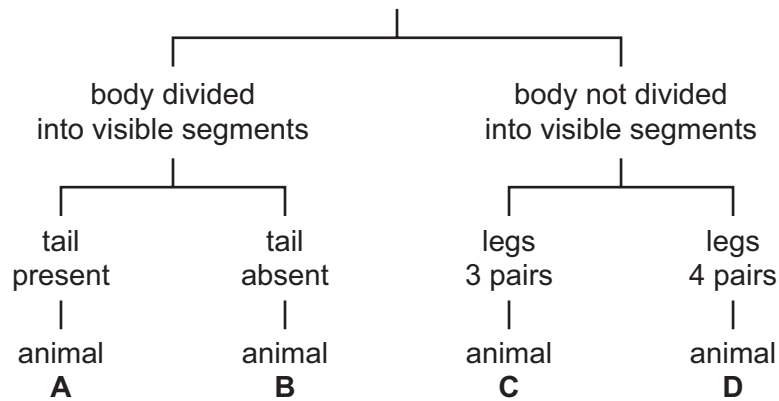 body divided
into visible segments
body not divided
into visible segments
tail
present
tail
absent
legs
3 pairs
legs
4 pairs
animal
A
animal
B
animal
C
animal
D